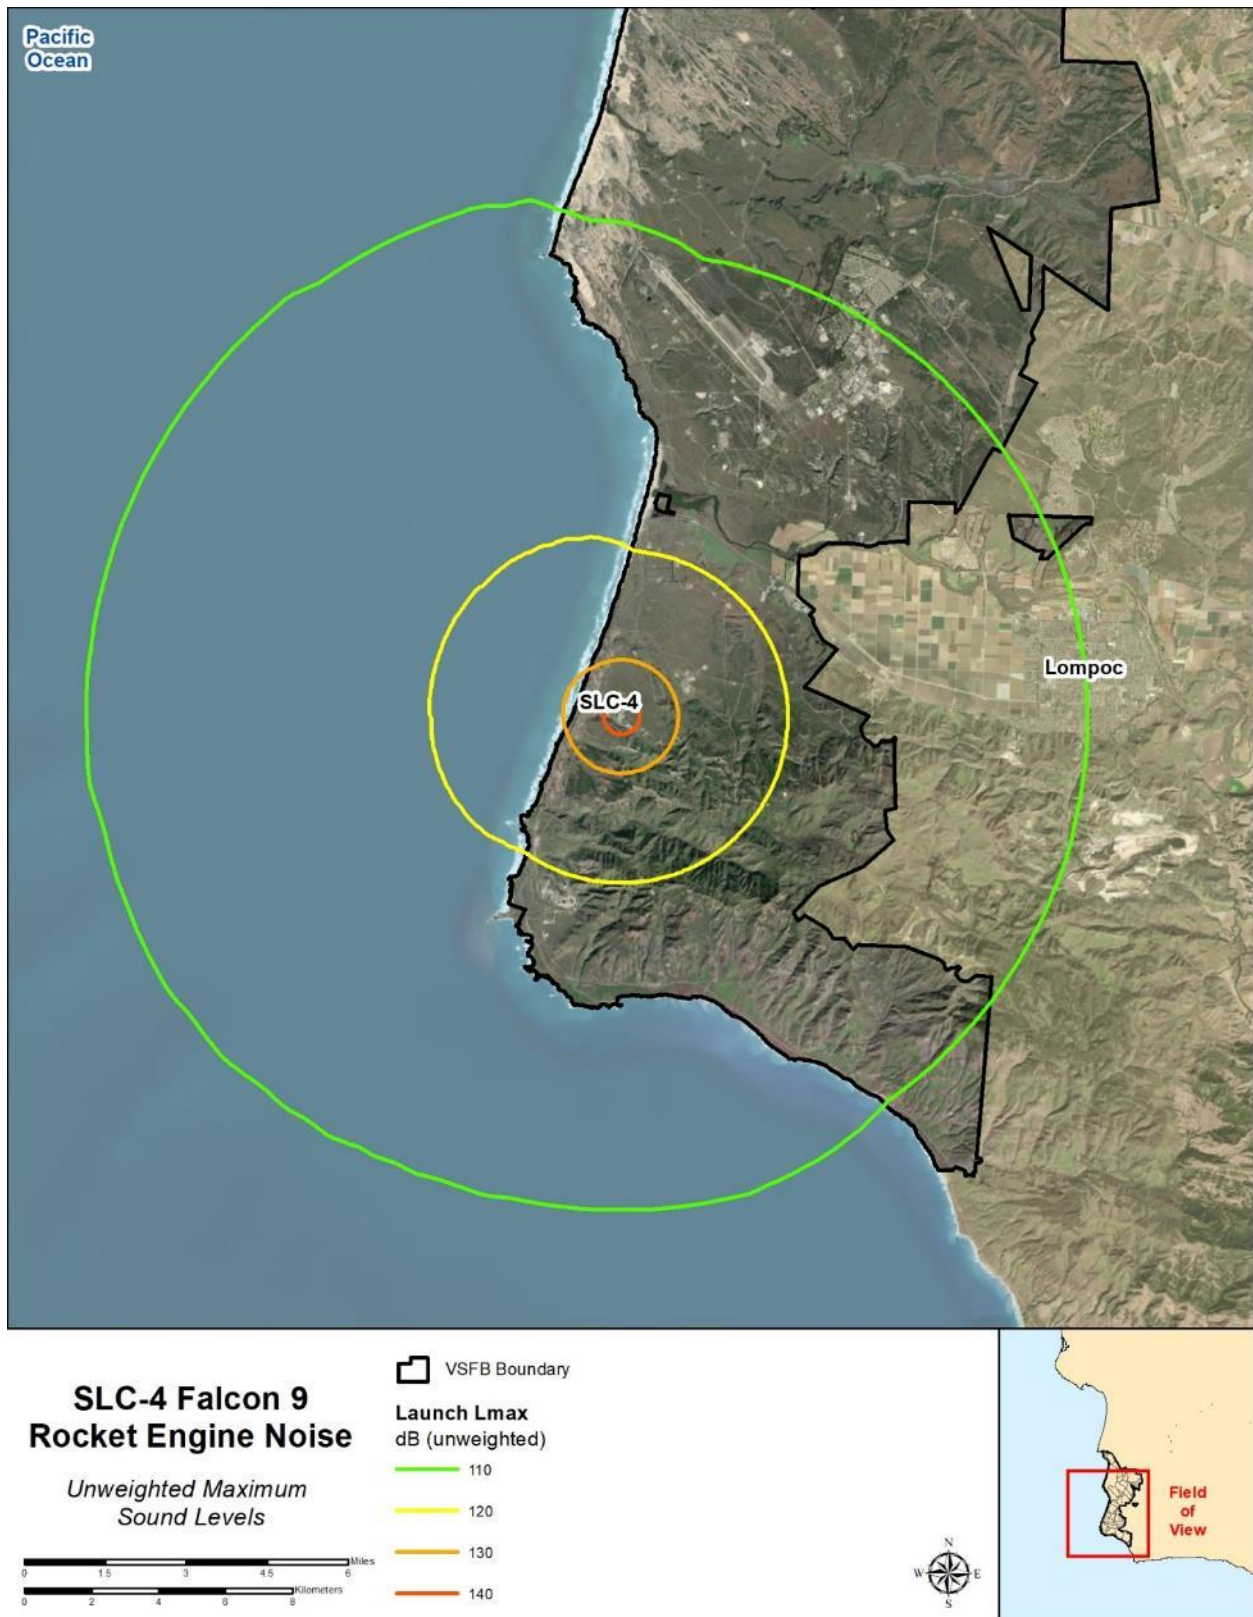 Pacific
Ocean
SLC-4
Lompoc
SLC-4 Falcon 9
Rocket Engine Noise
Unweighted Maximum
Sound Levels
0 1.5 3 4.5 6 Miles
0 2 4 6 8 Kilometers
VSFB Boundary
Launch Lmax
dB (unweighted)
110
120
130
140
N
W E
S
Field
of
View